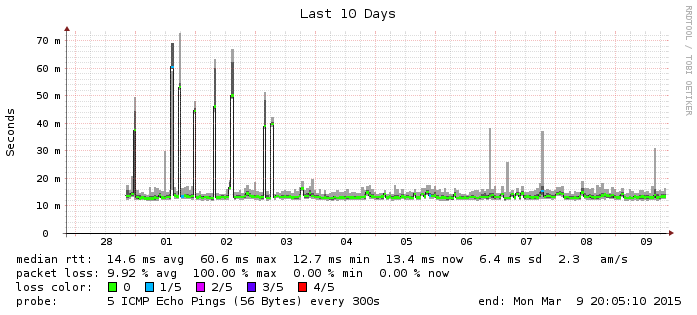 Last 10 Days
RRDTOOL / TOBI OETIKER
Seconds
70 m
60 m
50 m
40 m
30 m
20 m
10 m
0
28 01 02 03 04 05 06 07 08 09
median rtt: 14.6 ms avg 60.6 ms max 12.7 ms min 13.4 ms now 6.4 ms sd 2.3 am/s
packet loss: 9.92 % avg 100.00 % max 0.00 % min 0.00 % now
loss color: 0 1/5 2/5 3/5 4/5
probe: 5 ICMP Echo Pings (56 Bytes) every 300s end: Mon Mar 9 20:05:10 2015